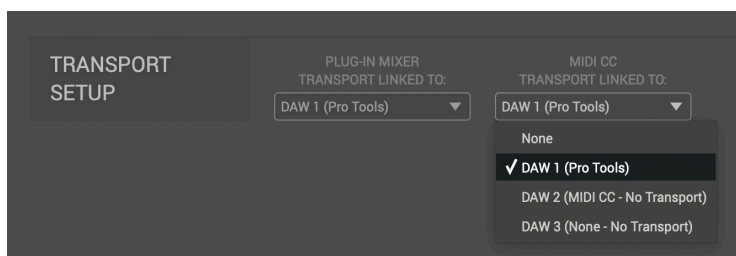 TRANSPORT
SETUP
PLUG-IN MIXER
TRANSPORT LINKED TO:
DAW 1 (Pro Tools)
MIDI CC
TRANSPORT LINKED TO:
DAW 1 (Pro Tools)
None
✓ DAW 1 (Pro Tools)
DAW 2 (MIDI CC - No Transport)
DAW 3 (None - No Transport)